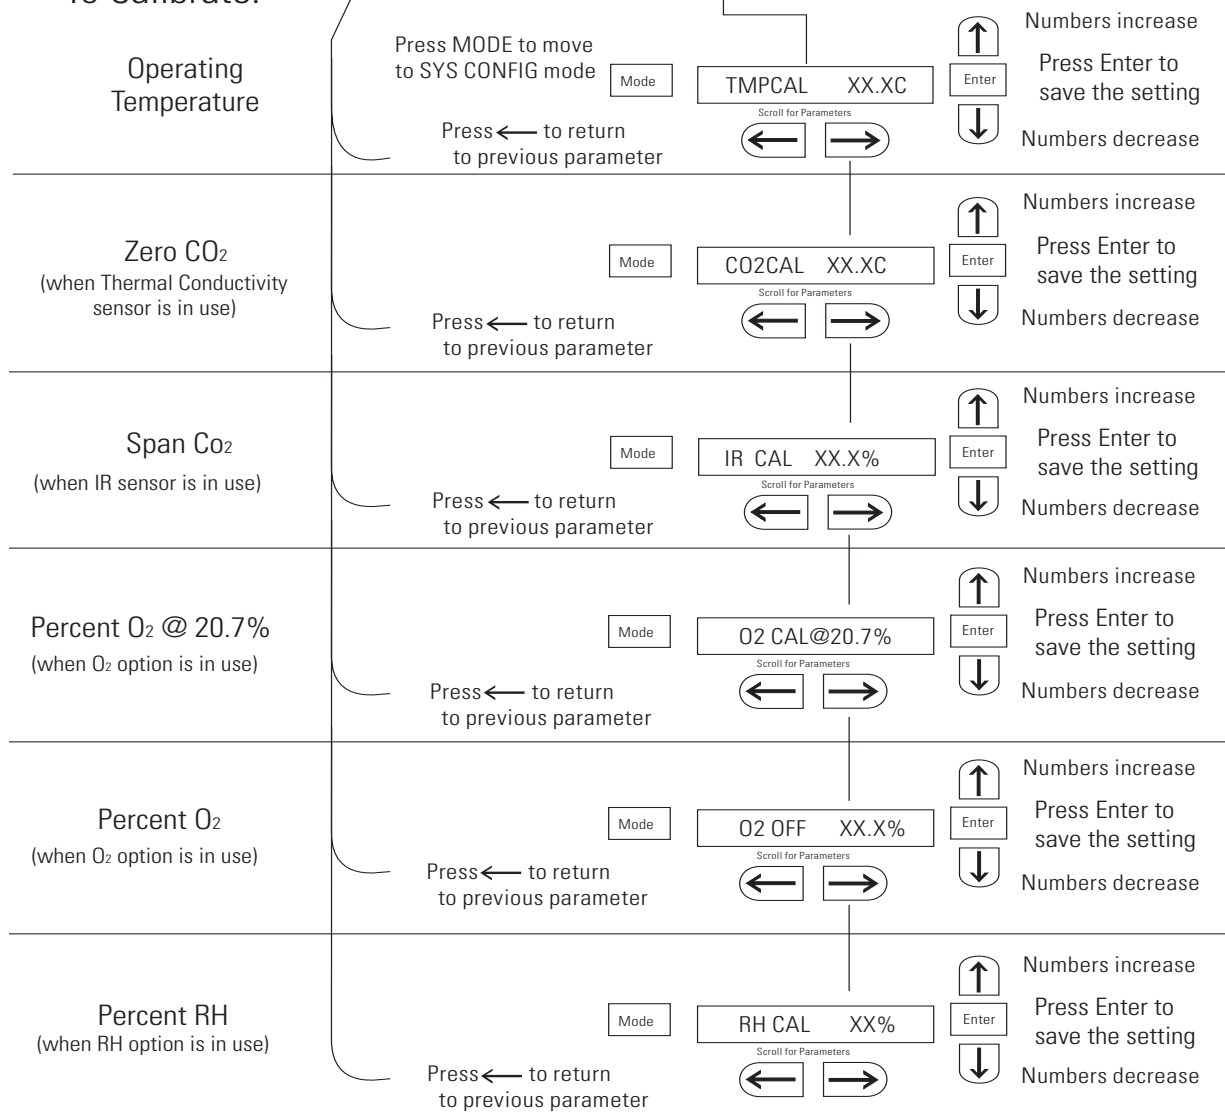 To Calibrate:
Operating
Temperature
Press MODE to move
to SYS CONFIG mode
Mode
TMPCAL XX.XC
Scroll for Parameters
Press ← to return
to previous parameter
Numbers increase
Enter
Press Enter to
save the setting
Numbers decrease
Zero CO₂
(when Thermal Conductivity
sensor is in use)
Mode
CO2CAL XX.XC
Scroll for Parameters
Press ← to return
to previous parameter
Numbers increase
Enter
Press Enter to
save the setting
Numbers decrease
Span Co₂
(when IR sensor is in use)
Mode
IR CAL XX.X%
Scroll for Parameters
Press ← to return
to previous parameter
Numbers increase
Enter
Press Enter to
save the setting
Numbers decrease
Percent O₂ @ 20.7%
(when O₂ option is in use)
Mode
O2 CAL@20.7%
Scroll for Parameters
Press ← to return
to previous parameter
Numbers increase
Enter
Press Enter to
save the setting
Numbers decrease
Percent O₂
(when O₂ option is in use)
Mode
O2 OFF XX.X%
Scroll for Parameters
Press ← to return
to previous parameter
Numbers increase
Enter
Press Enter to
save the setting
Numbers decrease
Percent RH
(when RH option is in use)
Mode
RH CAL XX%
Scroll for Parameters
Press ← to return
to previous parameter
Numbers increase
Enter
Press Enter to
save the setting
Numbers decrease